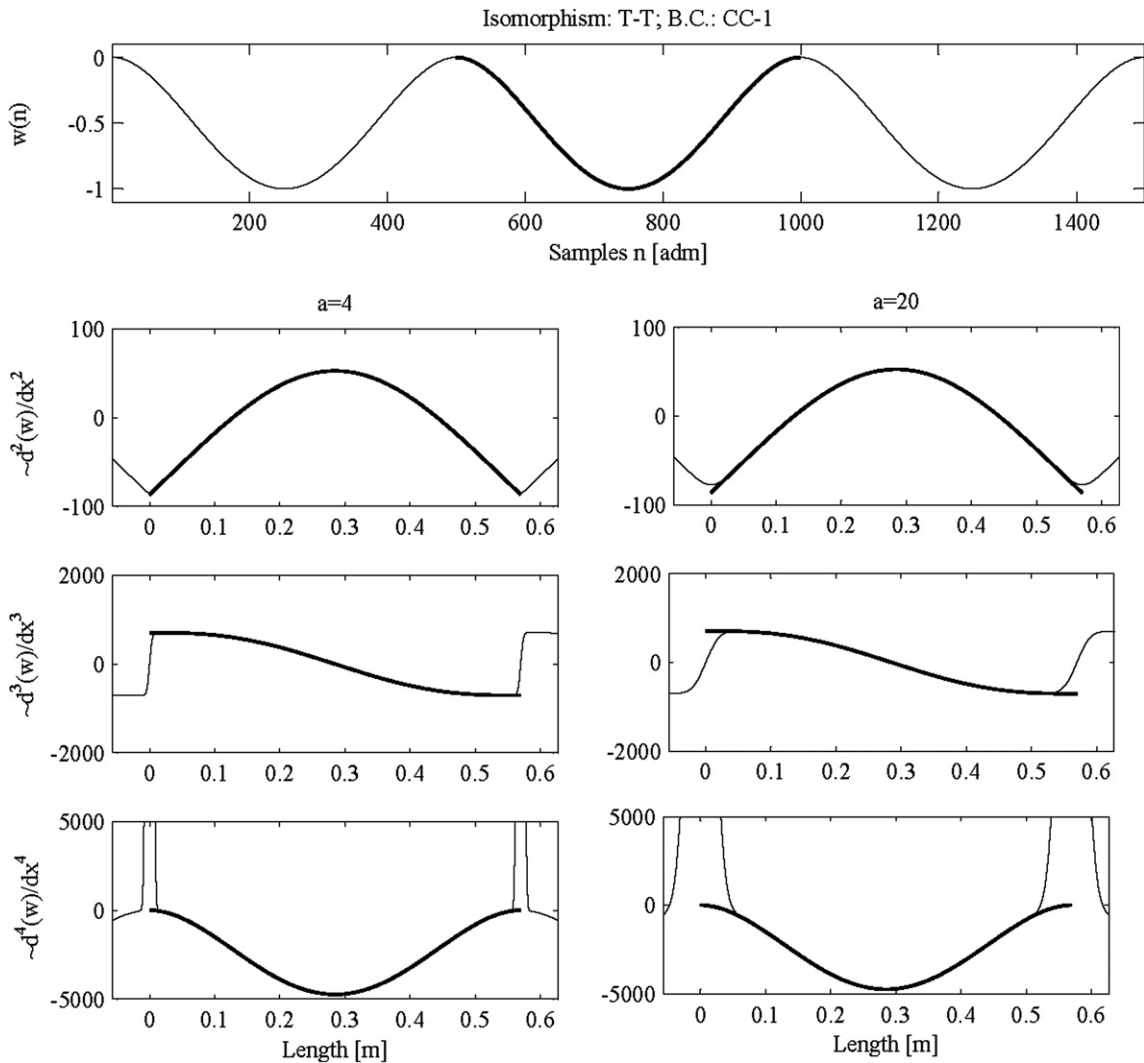 Isomorphism: T-T; B.C.: CC-1
w(n)
0
-0.5
-1
200 400 600 800 1000 1200 1400
Samples n [adm]
a=4
~d²(w)/dx²
100
0
-100
0 0.1 0.2 0.3 0.4 0.5 0.6
a=20
100
0
-100
0 0.1 0.2 0.3 0.4 0.5 0.6
~d³(w)/dx³
2000
0
-2000
0 0.1 0.2 0.3 0.4 0.5 0.6
2000
0
-2000
0 0.1 0.2 0.3 0.4 0.5 0.6
~d⁴(w)/dx⁴
5000
0
-5000
0 0.1 0.2 0.3 0.4 0.5 0.6
Length [m]
5000
0
-5000
0 0.1 0.2 0.3 0.4 0.5 0.6
Length [m]